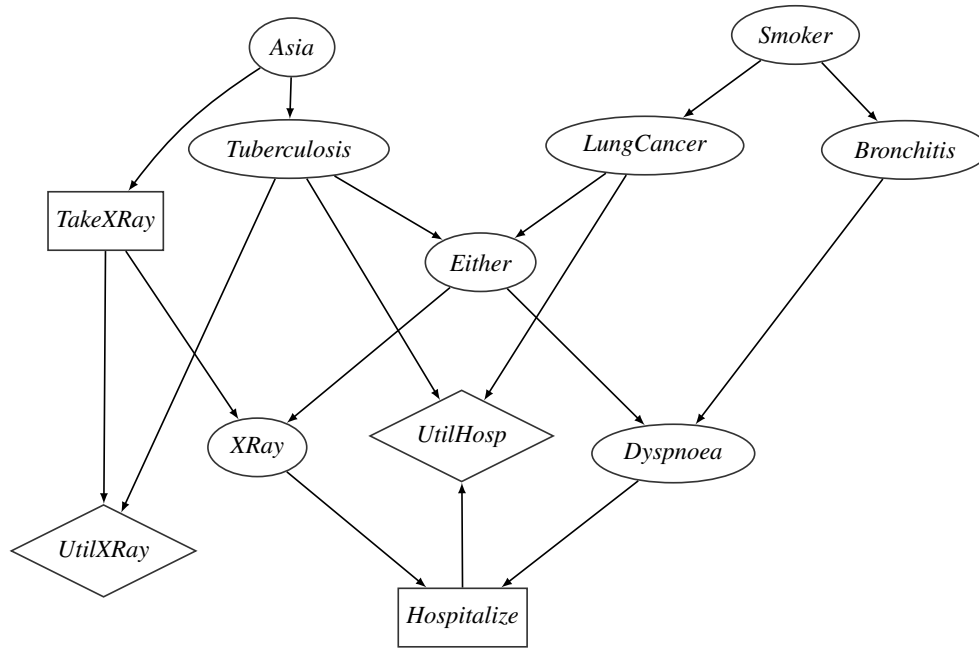 Asia
Smoker
Tuberculosis
LungCancer
Bronchitis
TakeXRay
Either
XRay
UtilHosp
Dyspnoea
UtilXRay
Hospitalize